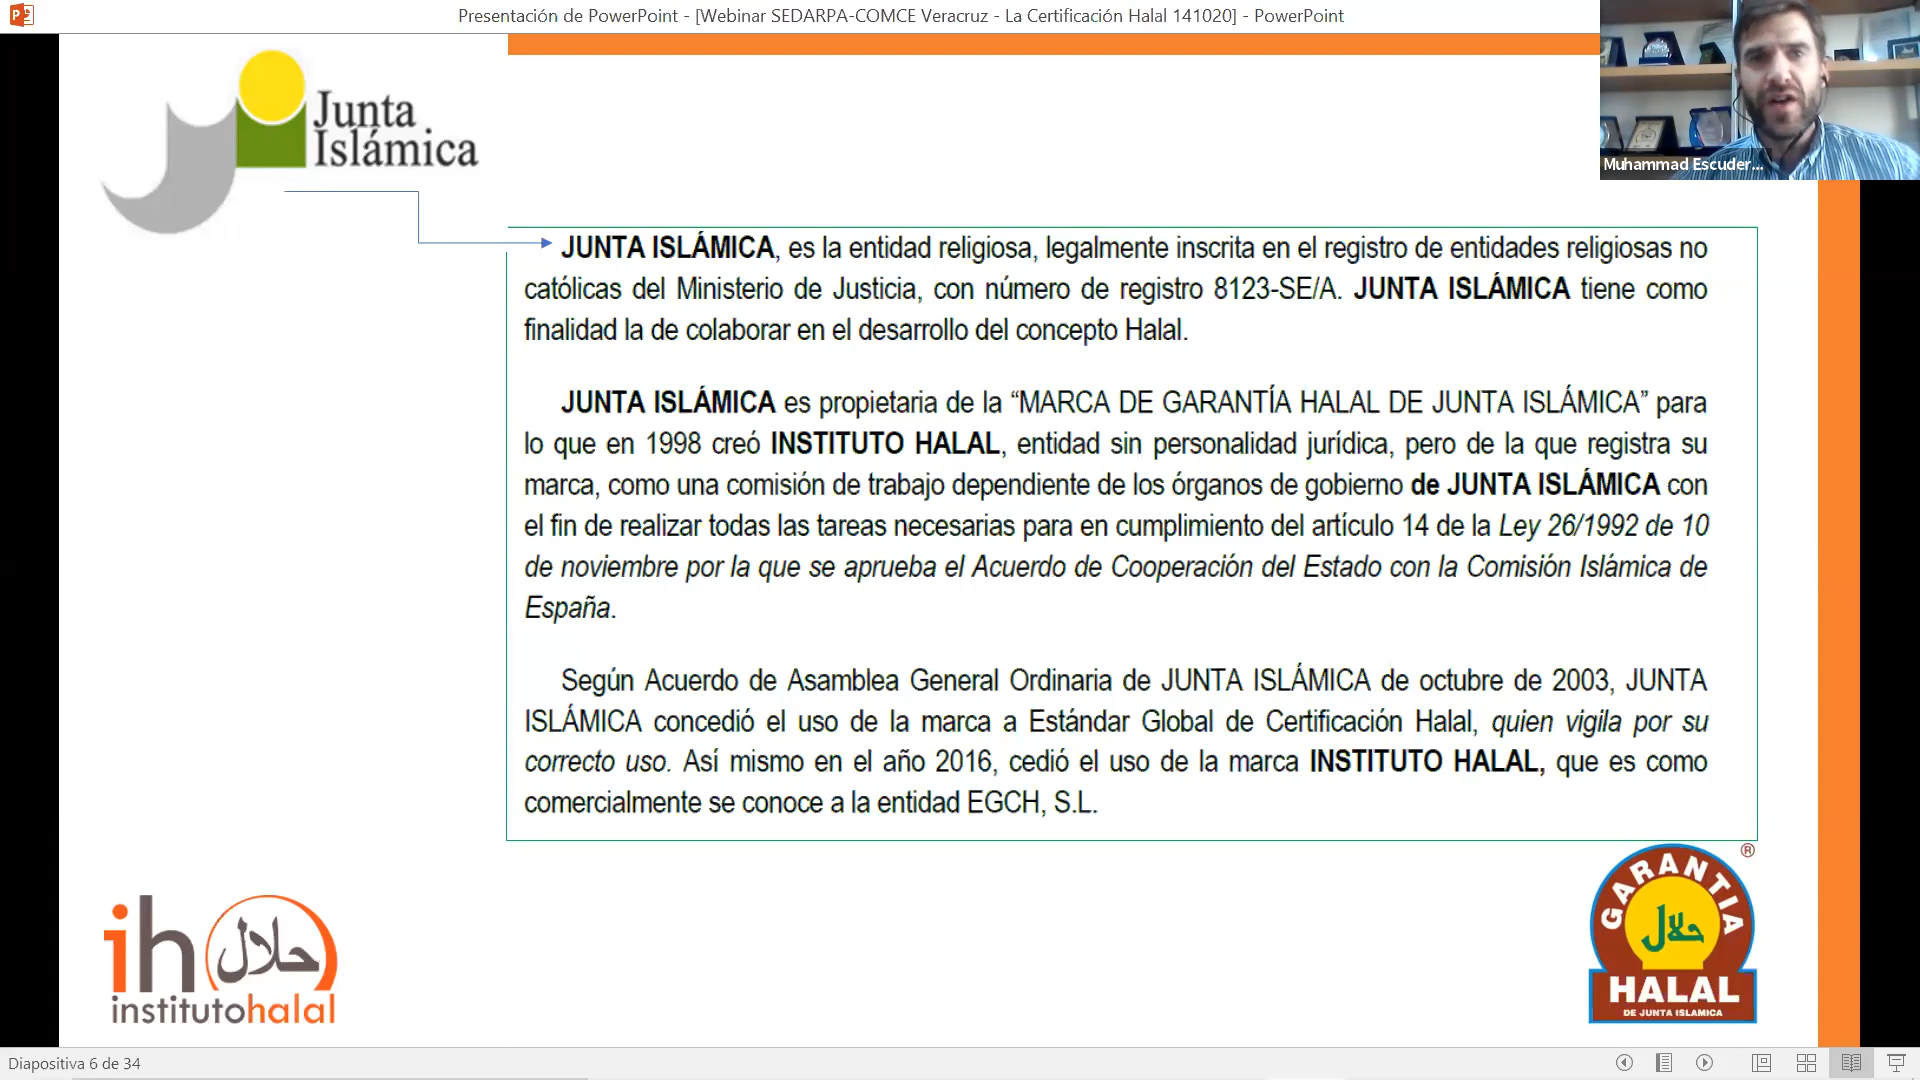 Presentación de PowerPoint - [Webinar SEDARPA-COMCE Veracruz - La Certificación Halal 141020] - PowerPoint
Junta
Islámica
Muhammad Escuder...
JUNTA ISLÁMICA, es la entidad religiosa, legalmente inscrita en el registro de entidades religiosas no
católicas del Ministerio de Justicia, con número de registro 8123-SE/A. JUNTA ISLÁMICA tiene como
finalidad la de colaborar en el desarrollo del concepto Halal.
JUNTA ISLÁMICA es propietaria de la “MARCA DE GARANTÍA HALAL DE JUNTA ISLÁMICA” para
lo que en 1998 creó INSTITUTO HALAL, entidad sin personalidad jurídica, pero de la que registra su
marca, como una comisión de trabajo dependiente de los órganos de gobierno de JUNTA ISLÁMICA con
el fin de realizar todas las tareas necesarias para en cumplimiento del artículo 14 de la Ley 26/1992 de 10
de noviembre por la que se aprueba el Acuerdo de Cooperación del Estado con la Comisión Islámica de
España.
Según Acuerdo de Asamblea General Ordinaria de JUNTA ISLÁMICA de octubre de 2003, JUNTA
ISLÁMICA concedió el uso de la marca a Estándar Global de Certificación Halal, quien vigila por su
correcto uso. Así mismo en el año 2016, cedió el uso de la marca INSTITUTO HALAL, que es como
comercialmente se conoce a la entidad EGCH, S.L.
ih حلال
institutohalal
®
GARANTIA
حلال
HALAL
DE JUNTA ISLAMICA
Diapositiva 6 de 34